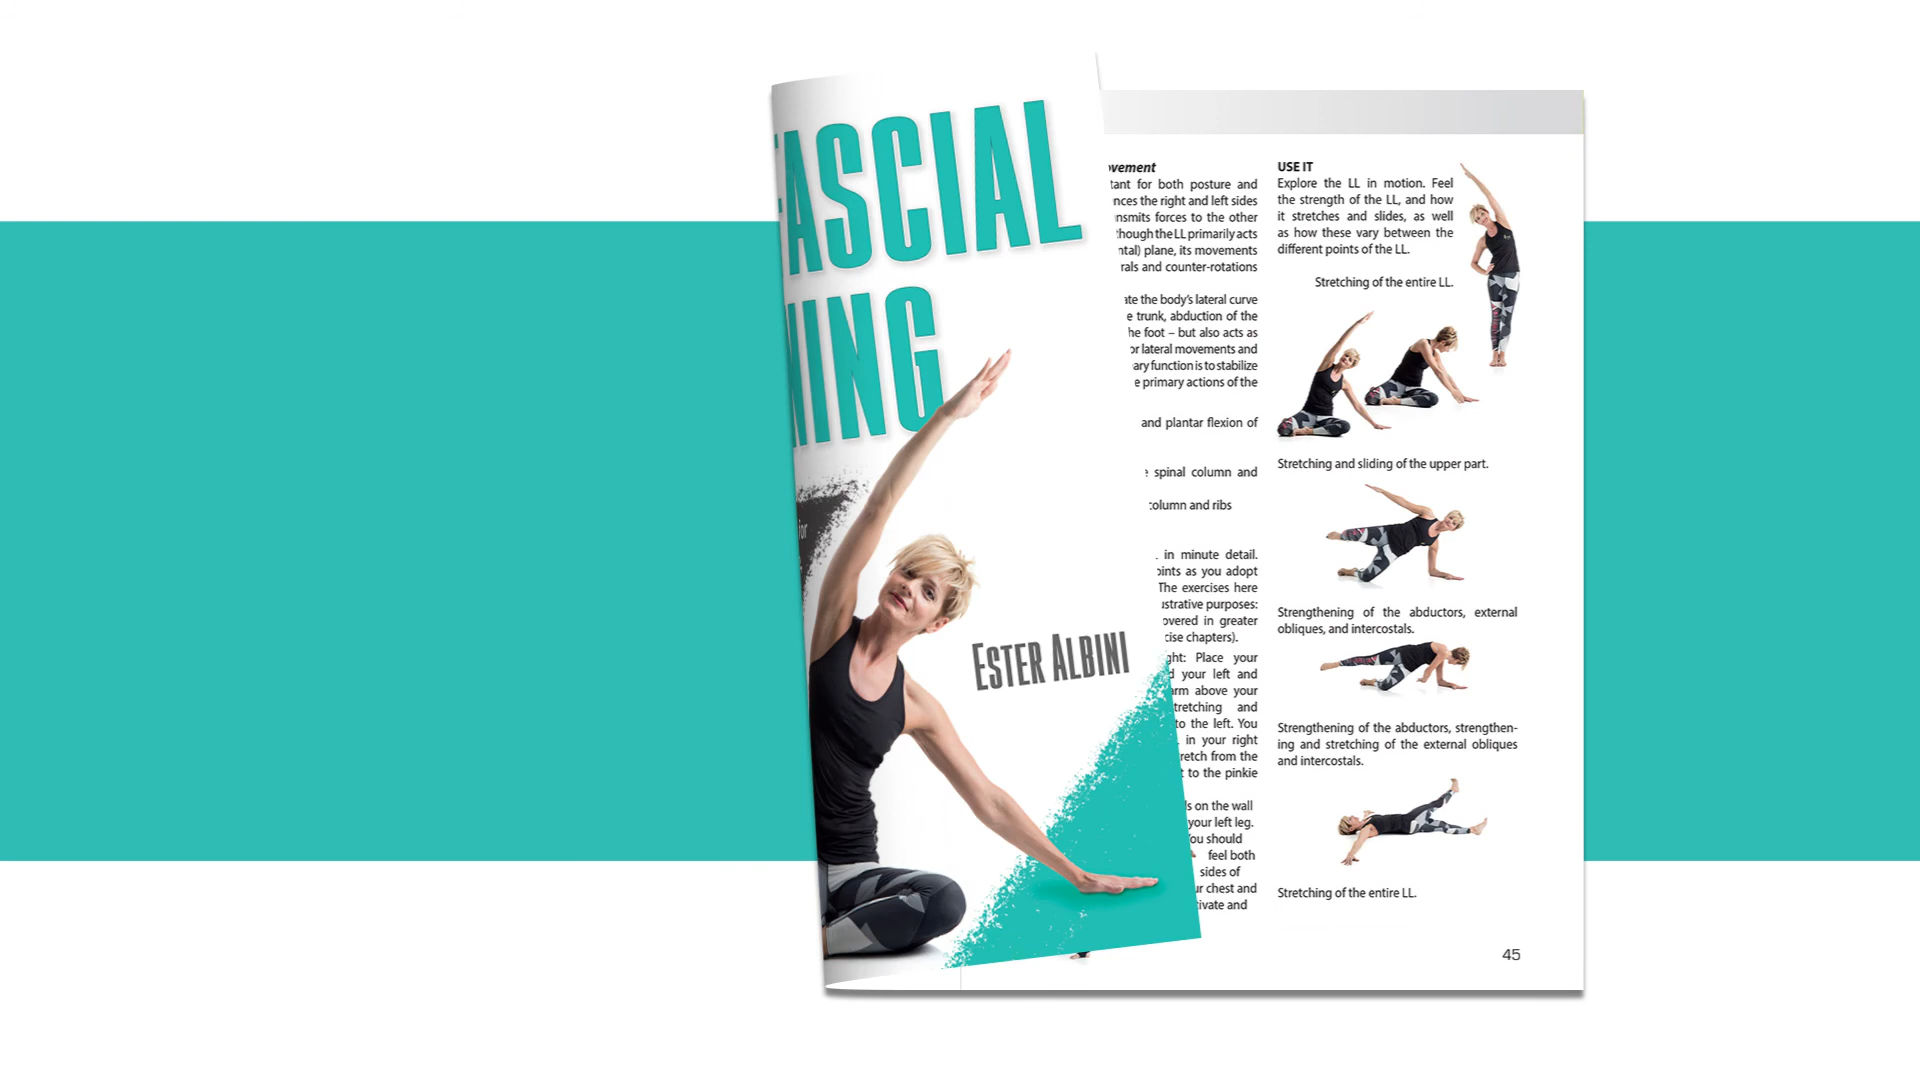 ASCIAL
NING
for
ESTER ALBINI
vement
tant for both posture and
nces the right and left sides
nsmits forces to the other
though the LL primarily acts
ntal) plane, its movements
rals and counter-rotations
ate the body's lateral curve
e trunk, abduction of the
he foot – but also acts as
or lateral movements and
ary function is to stabilize
e primary actions of the
and plantar flexion of
spinal column and
column and ribs
in minute detail.
oints as you adopt
The exercises here
ustrative purposes:
overed in greater
cise chapters).
ght: Place your
d your left and
arm above your
tretching and
to the left. You
in your right
retch from the
t to the pinkie
ls on the wall
your left leg.
You should
feel both
sides of
ur chest and
tivate and
USE IT
Explore the LL in motion. Feel
the strength of the LL, and how
it stretches and slides, as well
as how these vary between the
different points of the LL.
Stretching of the entire LL.
Stretching and sliding of the upper part.
Strengthening of the abductors, external
obliques, and intercostals.
Strengthening of the abductors, strengthen-
ing and stretching of the external obliques
and intercostals.
Stretching of the entire LL.
45